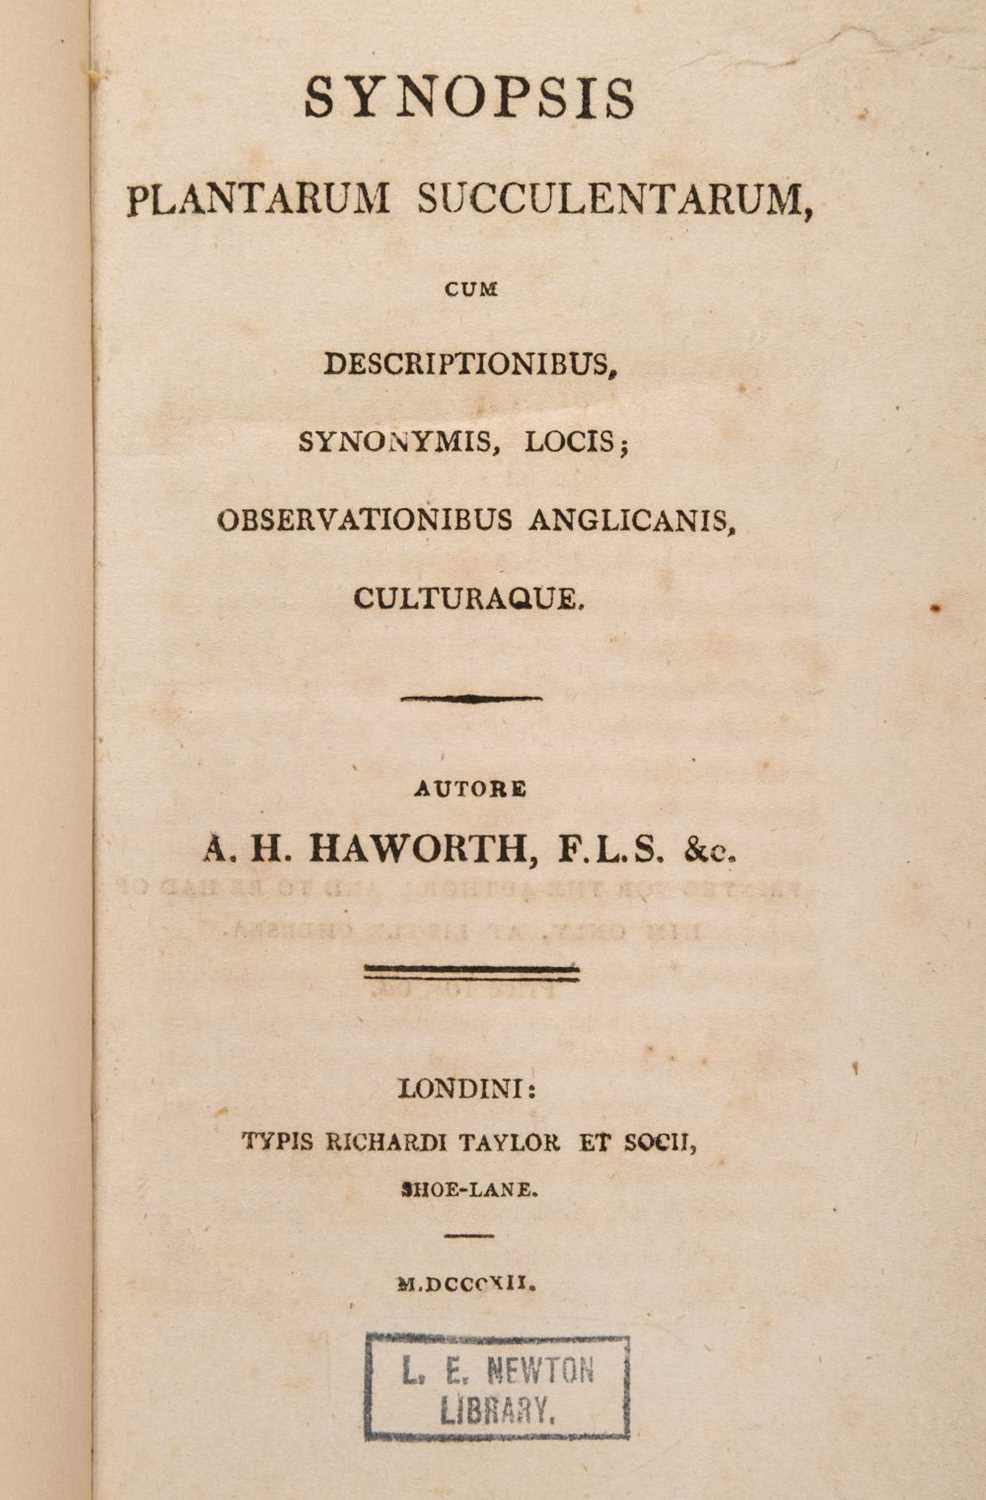 SYNOPSIS
PLANTARUM SUCCULENTARUM,
CUM
DESCRIPTIONIBUS,
SYNONYMIS, LOCIS;
OBSERVATIONIBUS ANGLICANIS,
CULTURAQUE.
AUTORE
A. H. HAWORTH, F.L.S. &c.
LONDINI:
TYPIS RICHARDI TAYLOR ET SOCII,
SHOE-LANE.
M.DCCCXII.
L. E. NEWTON
LIBRARY.